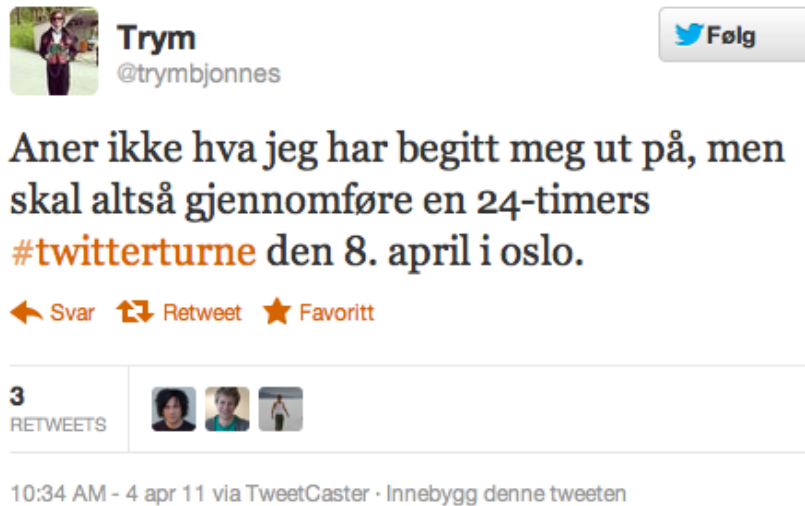 Trym
Følg
@trymbjonnes
Aner ikke hva jeg har begitt meg ut på, men
skal altså gjennomføre en 24-timers
#twitterturne den 8. april i oslo.
Svar Retweet Favoritt
3
RETWEETS
10:34 AM - 4 apr 11 via TweetCaster · Innebygg denne tweeten